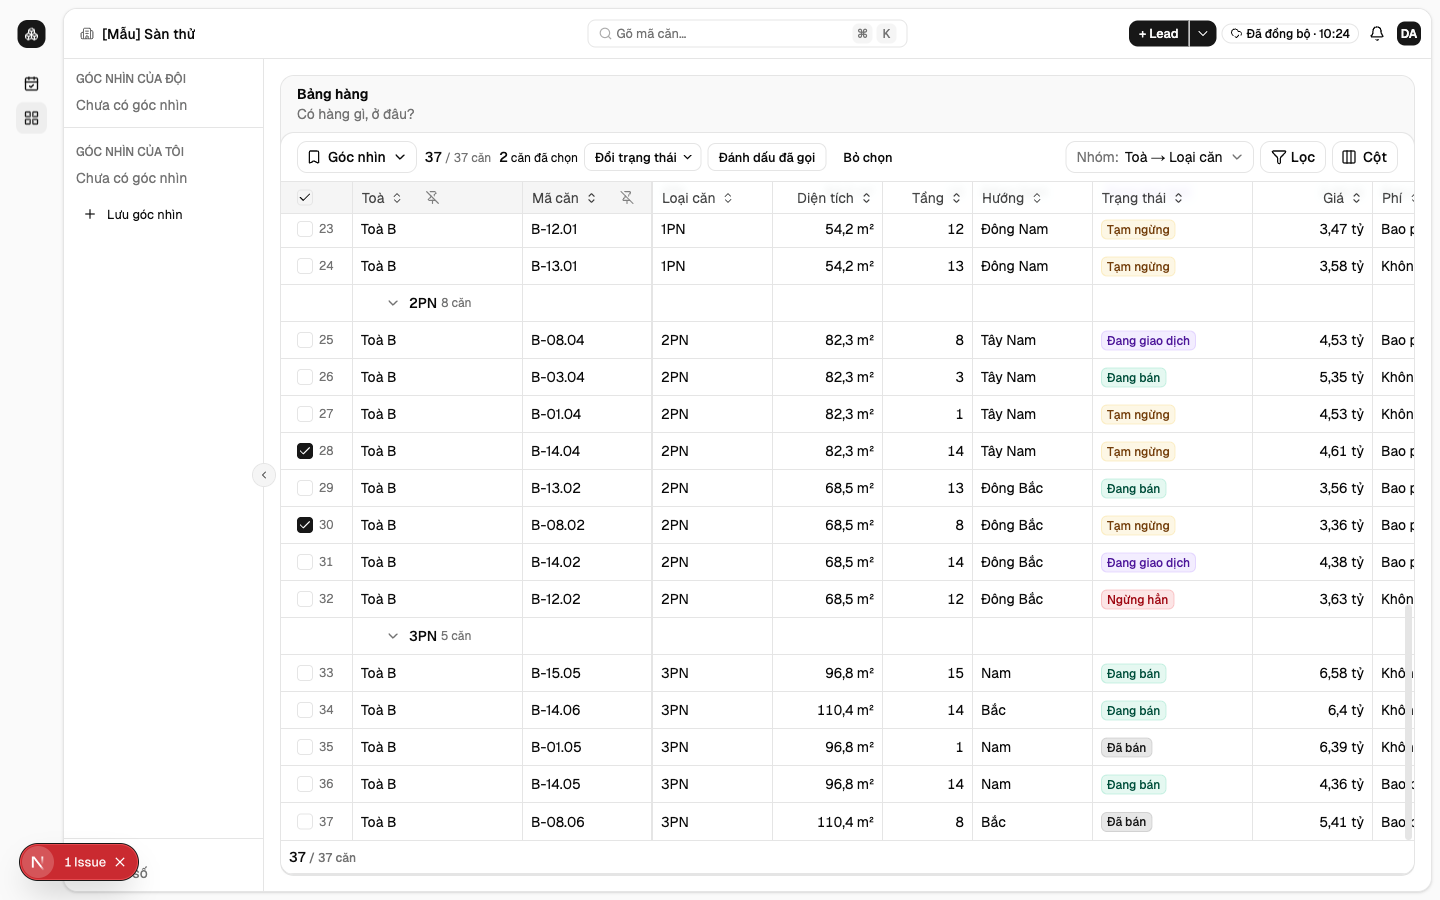 [Mẫu] Sàn thử
Gõ mã căn...
⌘ K
+ Lead
Đã đồng bộ · 10:24
DA
GÓC NHÌN CỦA ĐỘI
Chưa có góc nhìn
GÓC NHÌN CỦA TÔI
Chưa có góc nhìn
+ Lưu góc nhìn
Bảng hàng
Có hàng gì, ở đâu?
Góc nhìn 37 / 37 căn 2 căn đã chọn Đổi trạng thái Đánh dấu đã gọi Bỏ chọn Nhóm: Toà → Loại căn Lọc Cột
Toà Mã căn Loại căn Diện tích Tầng Hướng Trạng thái Giá Phí
23 Toà B B-12.01 1PN 54,2 m² 12 Đông Nam Tạm ngừng 3,47 tỷ Bao
24 Toà B B-13.01 1PN 54,2 m² 13 Đông Nam Tạm ngừng 3,58 tỷ Khôn
2PN 8 căn
25 Toà B B-08.04 2PN 82,3 m² 8 Tây Nam Đang giao dịch 4,53 tỷ Bao
26 Toà B B-03.04 2PN 82,3 m² 3 Tây Nam Đang bán 5,35 tỷ Khôn
27 Toà B B-01.04 2PN 82,3 m² 1 Tây Nam Tạm ngừng 4,53 tỷ Khôn
28 Toà B B-14.04 2PN 82,3 m² 14 Tây Nam Tạm ngừng 4,61 tỷ Bao
29 Toà B B-13.02 2PN 68,5 m² 13 Đông Bắc Đang bán 3,56 tỷ Bao
30 Toà B B-08.02 2PN 68,5 m² 8 Đông Bắc Tạm ngừng 3,36 tỷ Bao
31 Toà B B-14.02 2PN 68,5 m² 14 Đông Bắc Đang giao dịch 4,38 tỷ Bao
32 Toà B B-12.02 2PN 68,5 m² 12 Đông Bắc Ngừng hẳn 3,63 tỷ Khôn
3PN 5 căn
33 Toà B B-15.05 3PN 96,8 m² 15 Nam Đang bán 6,58 tỷ Khôn
34 Toà B B-14.06 3PN 110,4 m² 14 Bắc Đang bán 6,4 tỷ Khôn
35 Toà B B-01.05 3PN 96,8 m² 1 Nam Đã bán 6,39 tỷ Khôn
36 Toà B B-14.05 3PN 96,8 m² 14 Nam Đang bán 4,36 tỷ Bao
37 Toà B B-08.06 3PN 110,4 m² 8 Bắc Đã bán 5,41 tỷ Bao
37 / 37 căn
N 1 Issue
số